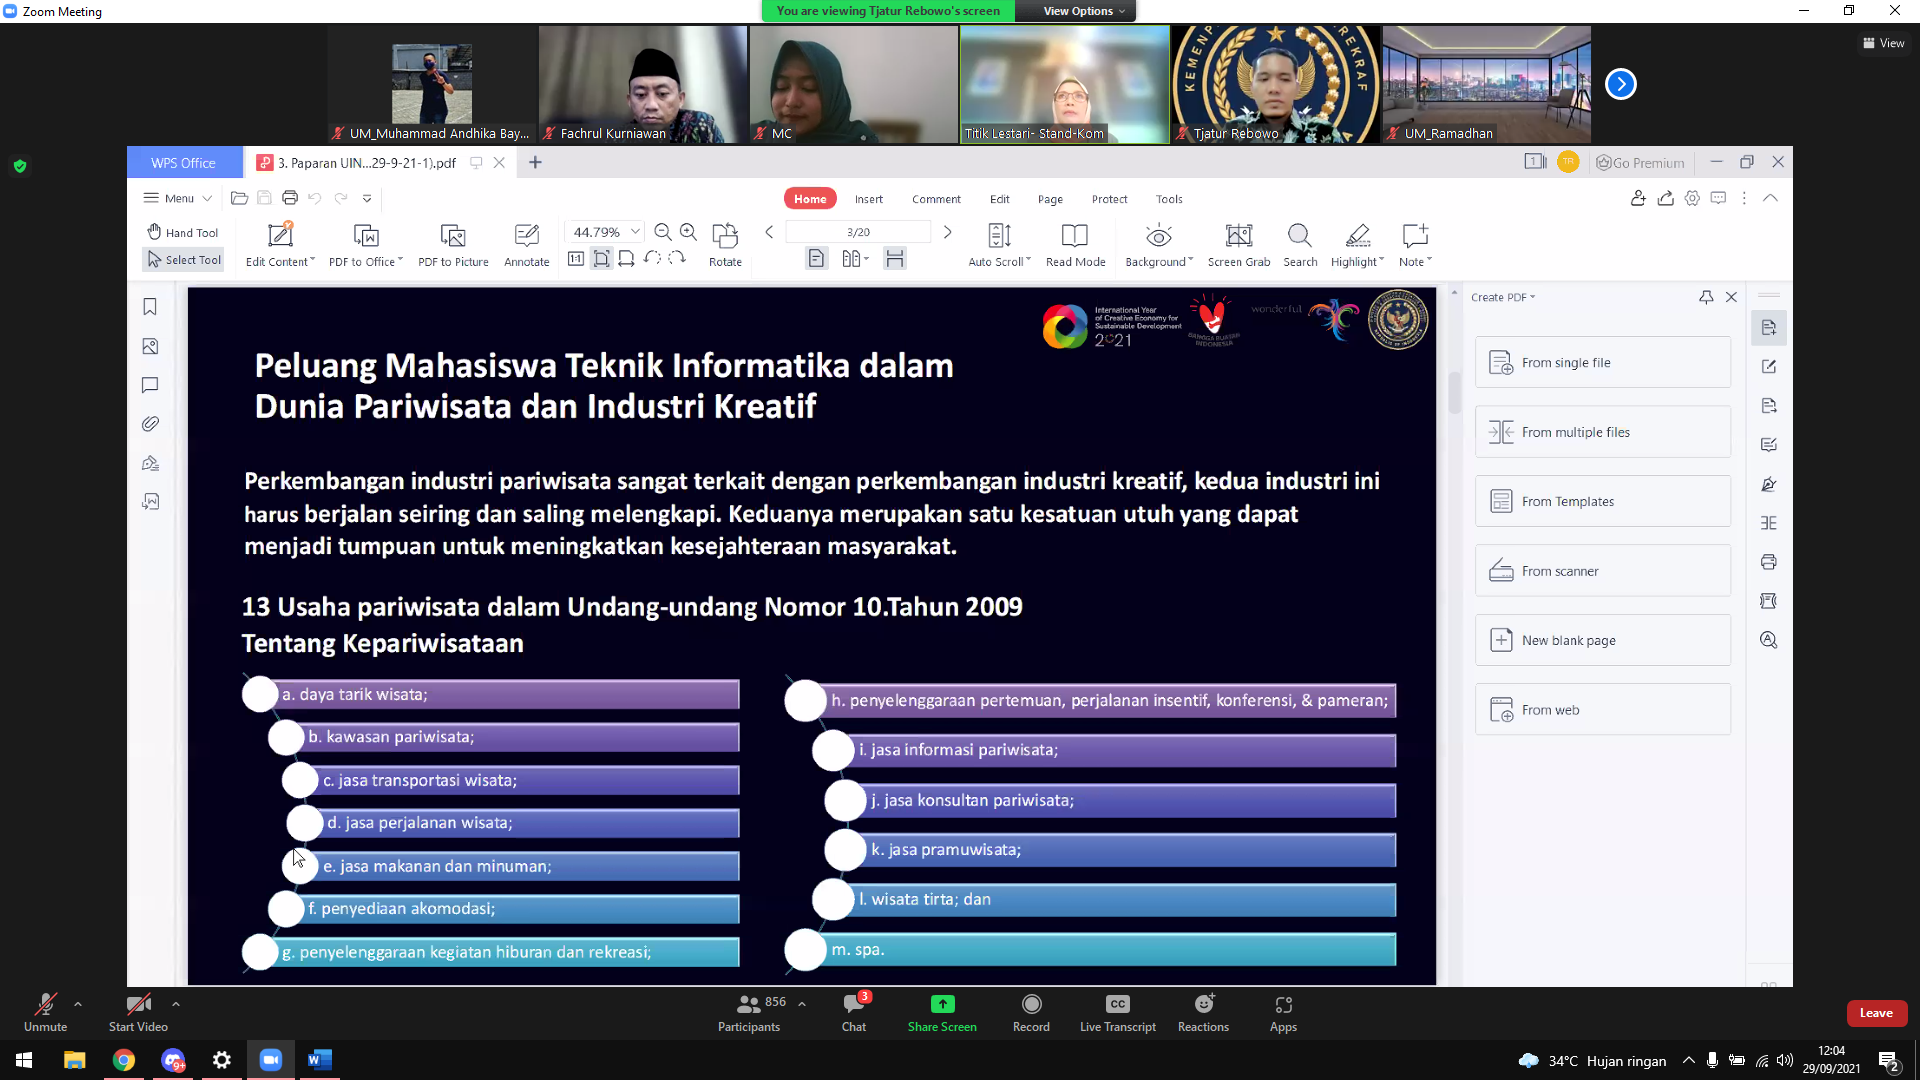 Zoom Meeting
You are viewing Tjatur Rebowo's screen
View Options
View
KEMENP
REKRAF
UM_Muhammad Andhika Bay...
Fachrul Kurniawan
MC
Titik Lestari- Stand-Kom
Tjatur Rebowo
UM_Ramadhan
WPS Office
3. Paparan UIN...29-9-21-1).pdf
1
TR
Go Premium
Menu
Home
Insert
Comment
Edit
Page
Protect
Tools
Hand Tool
Select Tool
Edit Content
PDF to Office
PDF to Picture
Annotate
44.79%
1:1
Rotate
3/20
Auto Scroll
Read Mode
Background
Screen Grab
Search
Highlight
Note
International Year
of Creative Economy for
Sustainable Development
2021
BANGGA BUATAN
INDONESIA
wonderful
Peluang Mahasiswa Teknik Informatika dalam
Dunia Pariwisata dan Industri Kreatif
Perkembangan industri pariwisata sangat terkait dengan perkembangan industri kreatif, kedua industri ini
harus berjalan seiring dan saling melengkapi. Keduanya merupakan satu kesatuan utuh yang dapat
menjadi tumpuan untuk meningkatkan kesejahteraan masyarakat.
13 Usaha pariwisata dalam Undang-undang Nomor 10.Tahun 2009
Tentang Kepariwisataan
a. daya tarik wisata;
b. kawasan pariwisata;
c. jasa transportasi wisata;
d. jasa perjalanan wisata;
e. jasa makanan dan minuman;
f. penyediaan akomodasi;
g. penyelenggaraan kegiatan hiburan dan rekreasi;
h. penyelenggaraan pertemuan, perjalanan insentif, konferensi, & pameran;
i. jasa informasi pariwisata;
j. jasa konsultan pariwisata;
k. jasa pramuwisata;
l. wisata tirta; dan
m. spa.
Create PDF
From single file
From multiple files
From Templates
From scanner
New blank page
From web
Unmute
Start Video
856
Participants
3
Chat
Share Screen
Record
CC
Live Transcript
Reactions
Apps
Leave
9+
34°C Hujan ringan
12:04
29/09/2021
2